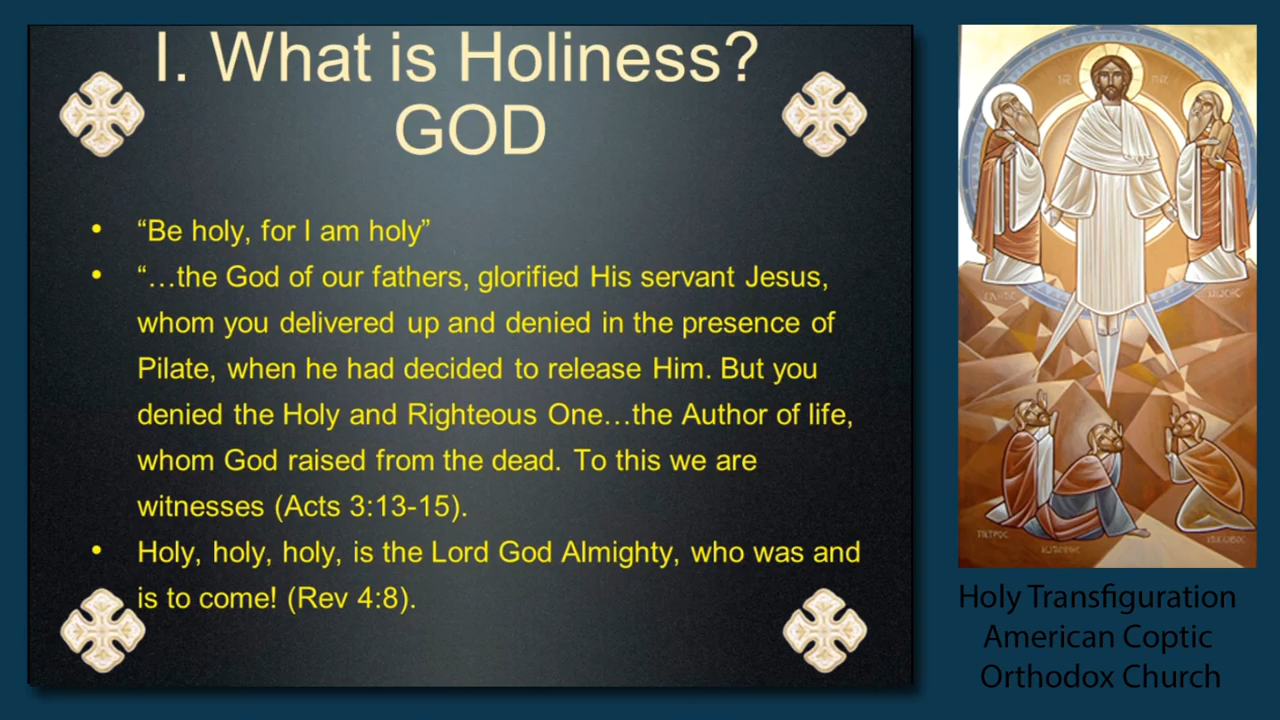 I. What is Holiness?
GOD
• “Be holy, for I am holy”
• “…the God of our fathers, glorified His servant Jesus,
whom you delivered up and denied in the presence of
Pilate, when he had decided to release Him. But you
denied the Holy and Righteous One…the Author of life,
whom God raised from the dead. To this we are
witnesses (Acts 3:13-15).
• Holy, holy, holy, is the Lord God Almighty, who was and
is to come! (Rev 4:8).
Holy Transfiguration
American Coptic
Orthodox Church